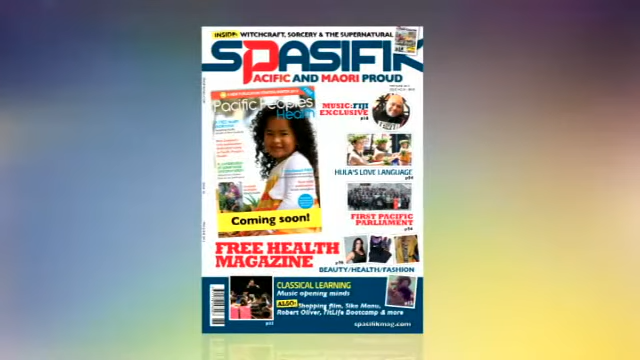 INSIDE: WITCHCRAFT, SORCERY & THE SUPERNATURAL
SPASIFIK
PACIFIC AND MAORI PROUD
Pacific Peoples
Health
MUSIC: FIJI
EXCLUSIVE
HULA'S LOVE LANGUAGE
FIRST PACIFIC
PARLIAMENT
Coming soon!
FREE HEALTH
MAGAZINE
BEAUTY/HEALTH/FASHION
CLASSICAL LEARNING
Music opening minds
ALSO: Shopping film, Sika Manu,
Robert Oliver, FitLife Bootcamp & more
spasifikmag.com